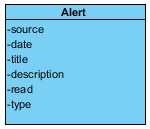 Alert
-source
-date
-title
-description
-read
-type